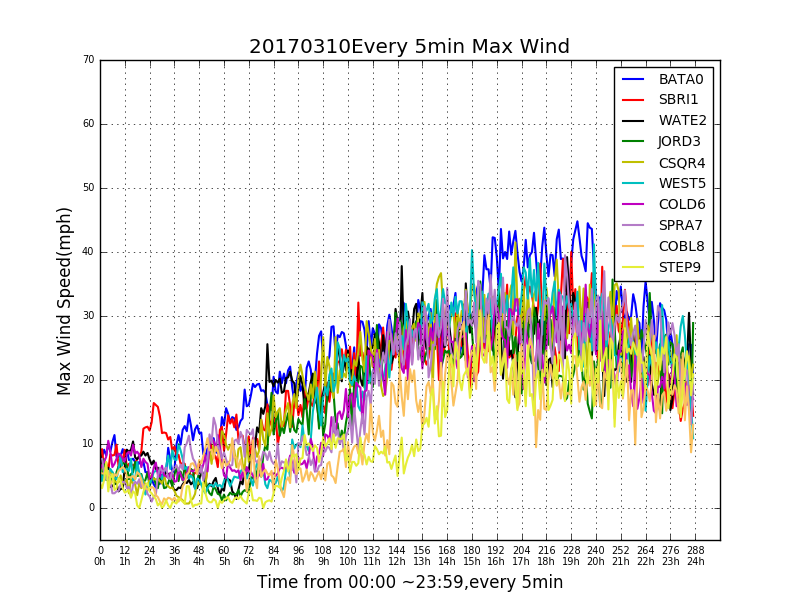 20170310Every 5min Max Wind
70
60
50
40
30
20
10
0
Max Wind Speed(mph)
BATA0
SBRI1
WATE2
JORD3
CSQR4
WEST5
COLD6
SPRA7
COBL8
STEP9
0 12 24 36 48 60 72 84 96 108 120 132 144 156 168 180 192 204 216 228 240 252 264 276 288
0h 1h 2h 3h 4h 5h 6h 7h 8h 9h 10h 11h 12h 13h 14h 15h 16h 17h 18h 19h 20h 21h 22h 23h 24h
Time from 00:00 ~23:59,every 5min